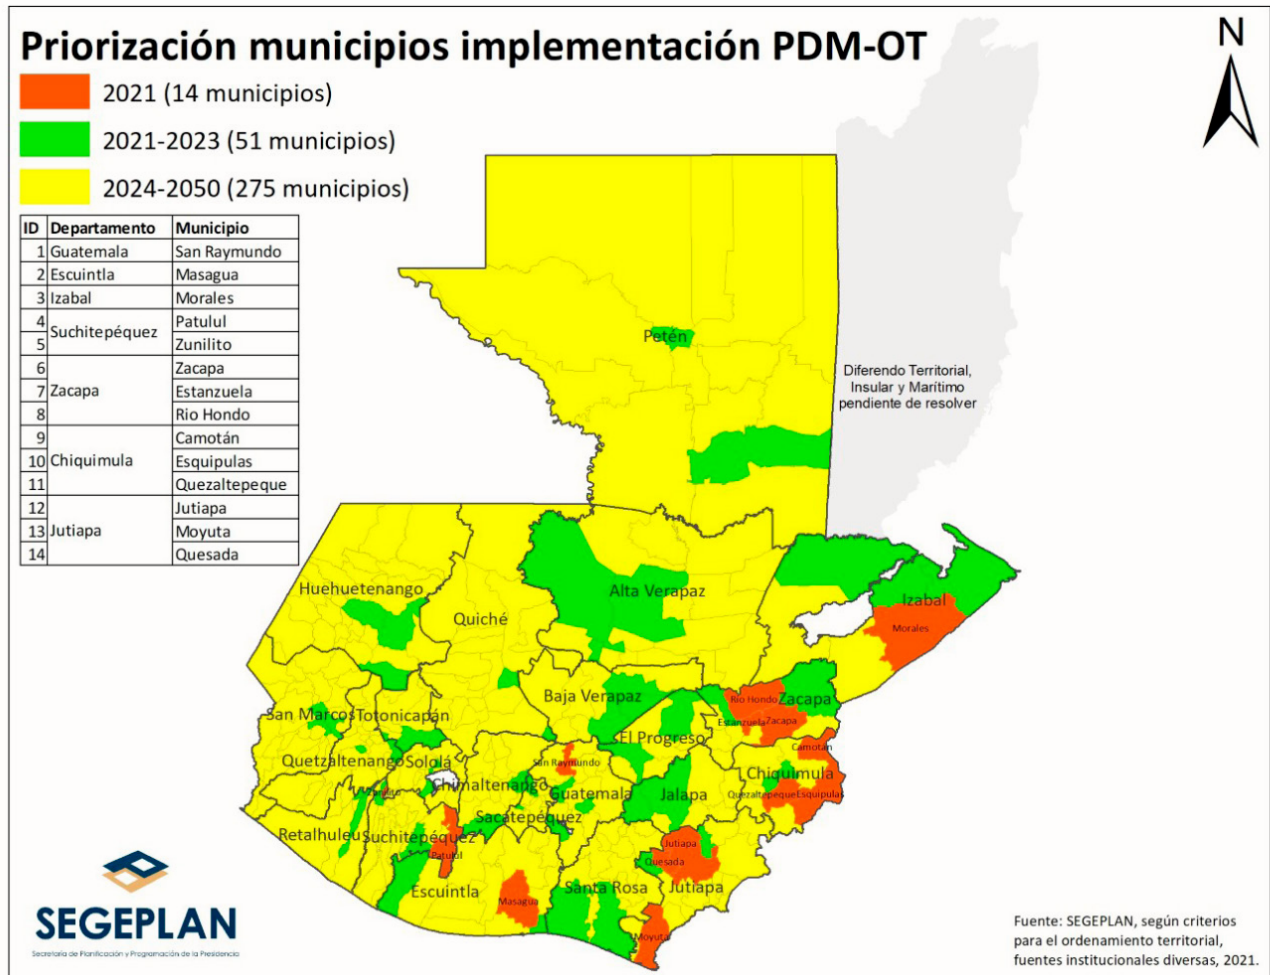 Priorización municipios implementación PDM-OT
N
2021 (14 municipios)
2021-2023 (51 municipios)
2024-2050 (275 municipios)
ID Departamento Municipio
1 Guatemala San Raymundo
2 Escuintla Masagua
3 Izabal Morales
4 Suchitepéquez Patulul
5 Zunilito
6 Zacapa Zacapa
7 Estanzuela
8 Rio Hondo
9 Chiquimula Camotán
10 Esquipulas
11 Quezaltepeque
12 Jutiapa Jutiapa
13 Moyuta
14 Quesada
Petén
Diferendo Territorial,
Insular y Marítimo
pendiente de resolver
Huehuetenango
Quiché
Alta Verapaz
Izabal
Morales
Baja Verapaz
Rio Hondo
Zacapa
San Marcos
Totonicapán
Estanzuela
Zacapa
El Progreso
Camotán
Quetzaltenango
Sololá
San Raymundo
Chiquimula
Chimaltenango
Guatemala
Jalapa
Quezaltepeque
Esquipulas
Sacatepéquez
Retalhuleu
Suchitepéquez
Patulul
Jutiapa
Quesada
Escuintla
Masagua
Santa Rosa
Jutiapa
Moyuta
SEGEPLAN
Secretaría de Planificación y Programación de la Presidencia
Fuente: SEGEPLAN, según criterios
para el ordenamiento territorial,
fuentes institucionales diversas, 2021.